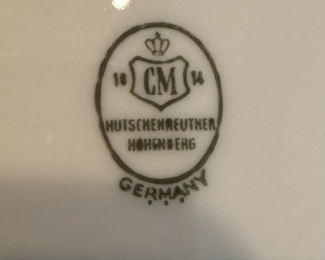 18 CM 14
HUTSCHENREUTHER
HOHENBERG
GERMANY